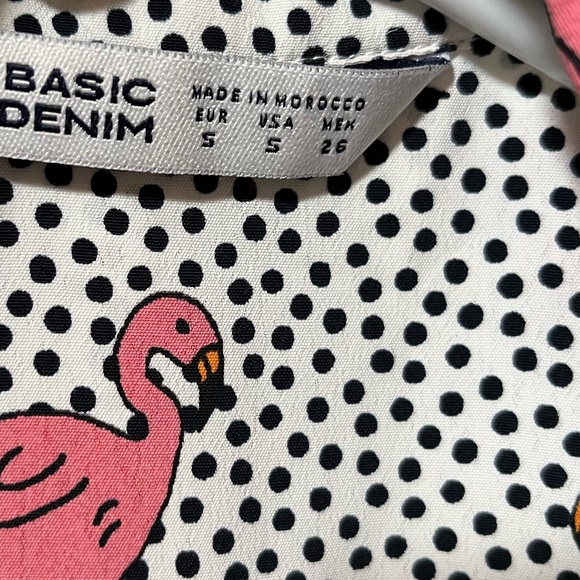 BASIC
DENIM
MADE IN MOROCCO
EUR USA MEX
S S 26